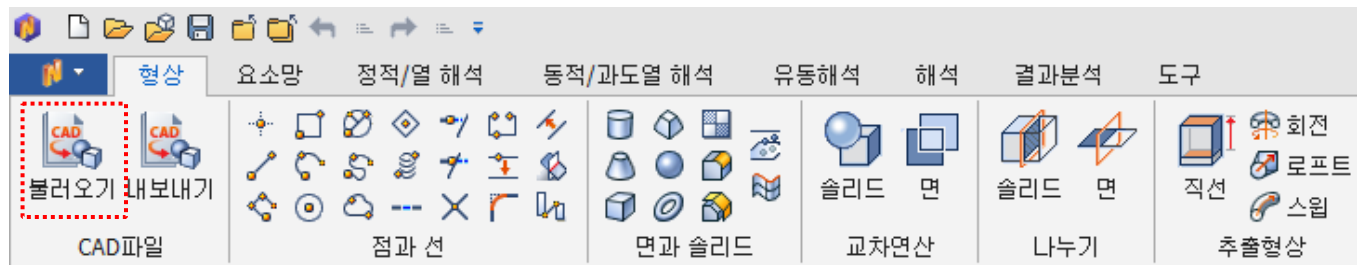 형상 요소망 정적/열 해석 동적/과도열 해석 유동해석 해석 결과분석 도구
CAD CAD
불러오기 내보내기 솔리드 면 솔리드 면 직선 회전
로프트
스윕
CAD파일 점과 선 면과 솔리드 교차연산 나누기 추출형상